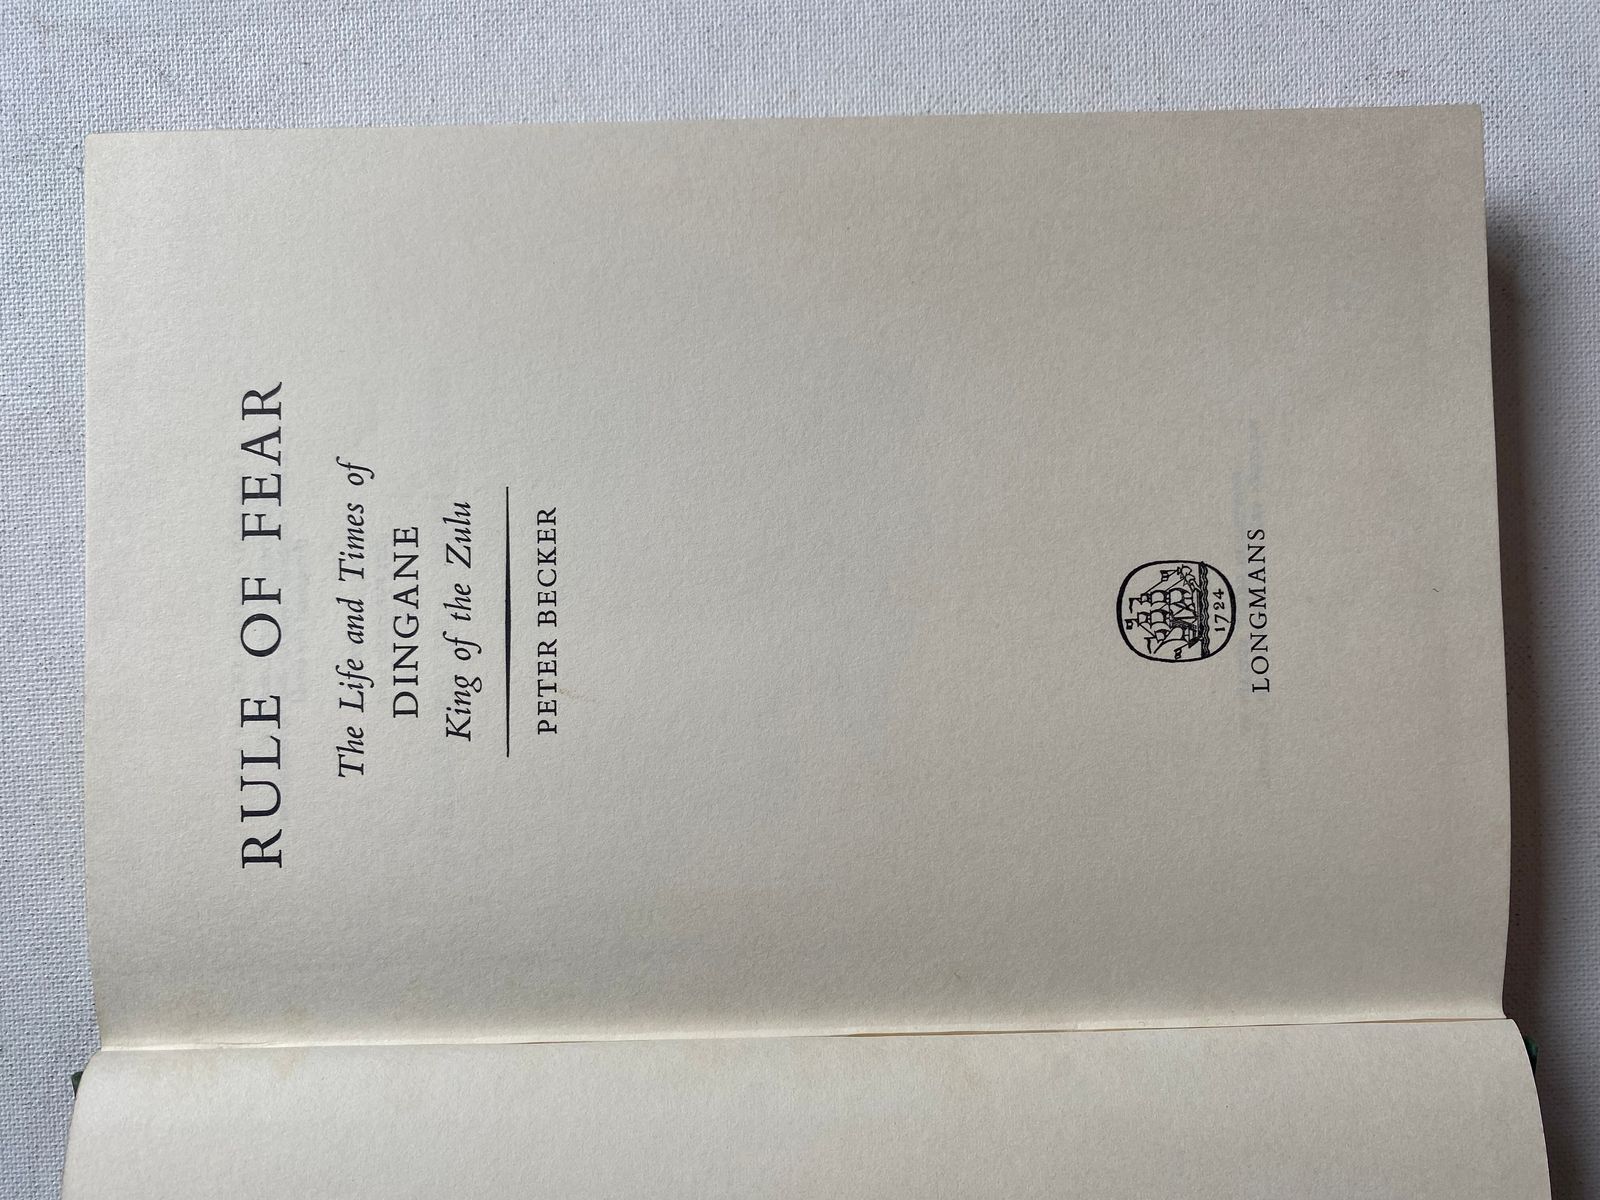 RULE OF FEAR
The Life and Times of
DINGANE
King of the Zulu
PETER BECKER
1724
LONGMANS